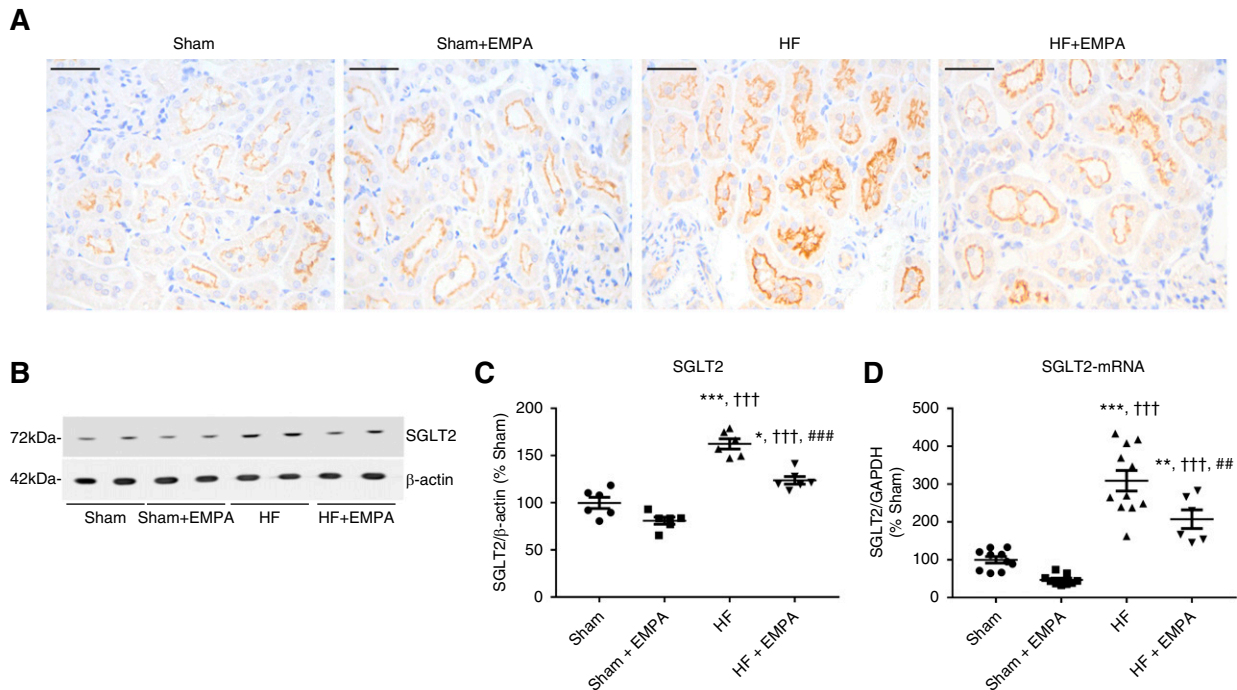 A
Sham Sham+EMPA HF HF+EMPA
B
72kDa- SGLT2
42kDa- β-actin
Sham Sham+EMPA HF HF+EMPA
C
SGLT2
SGLT2/β-actin (% Sham)
200
150
100
50
0
***, †††
*, †††, ###
Sham
Sham + EMPA
HF
HF + EMPA
D
SGLT2-mRNA
SGLT2/GAPDH
(% Sham)
500
400
300
200
100
0
***, †††
**, †††, ##
Sham
Sham + EMPA
HF
HF + EMPA